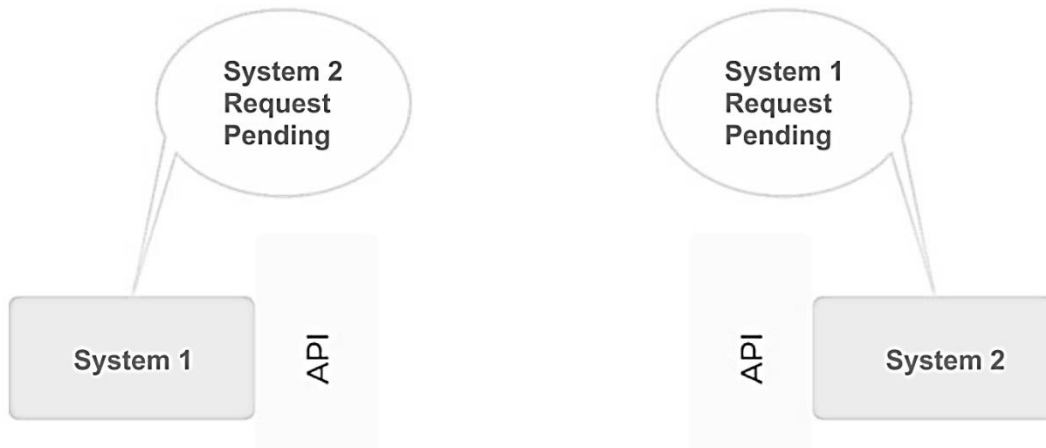 System 2
Request
Pending
System 1
Request
Pending
System 1
API
API
System 2